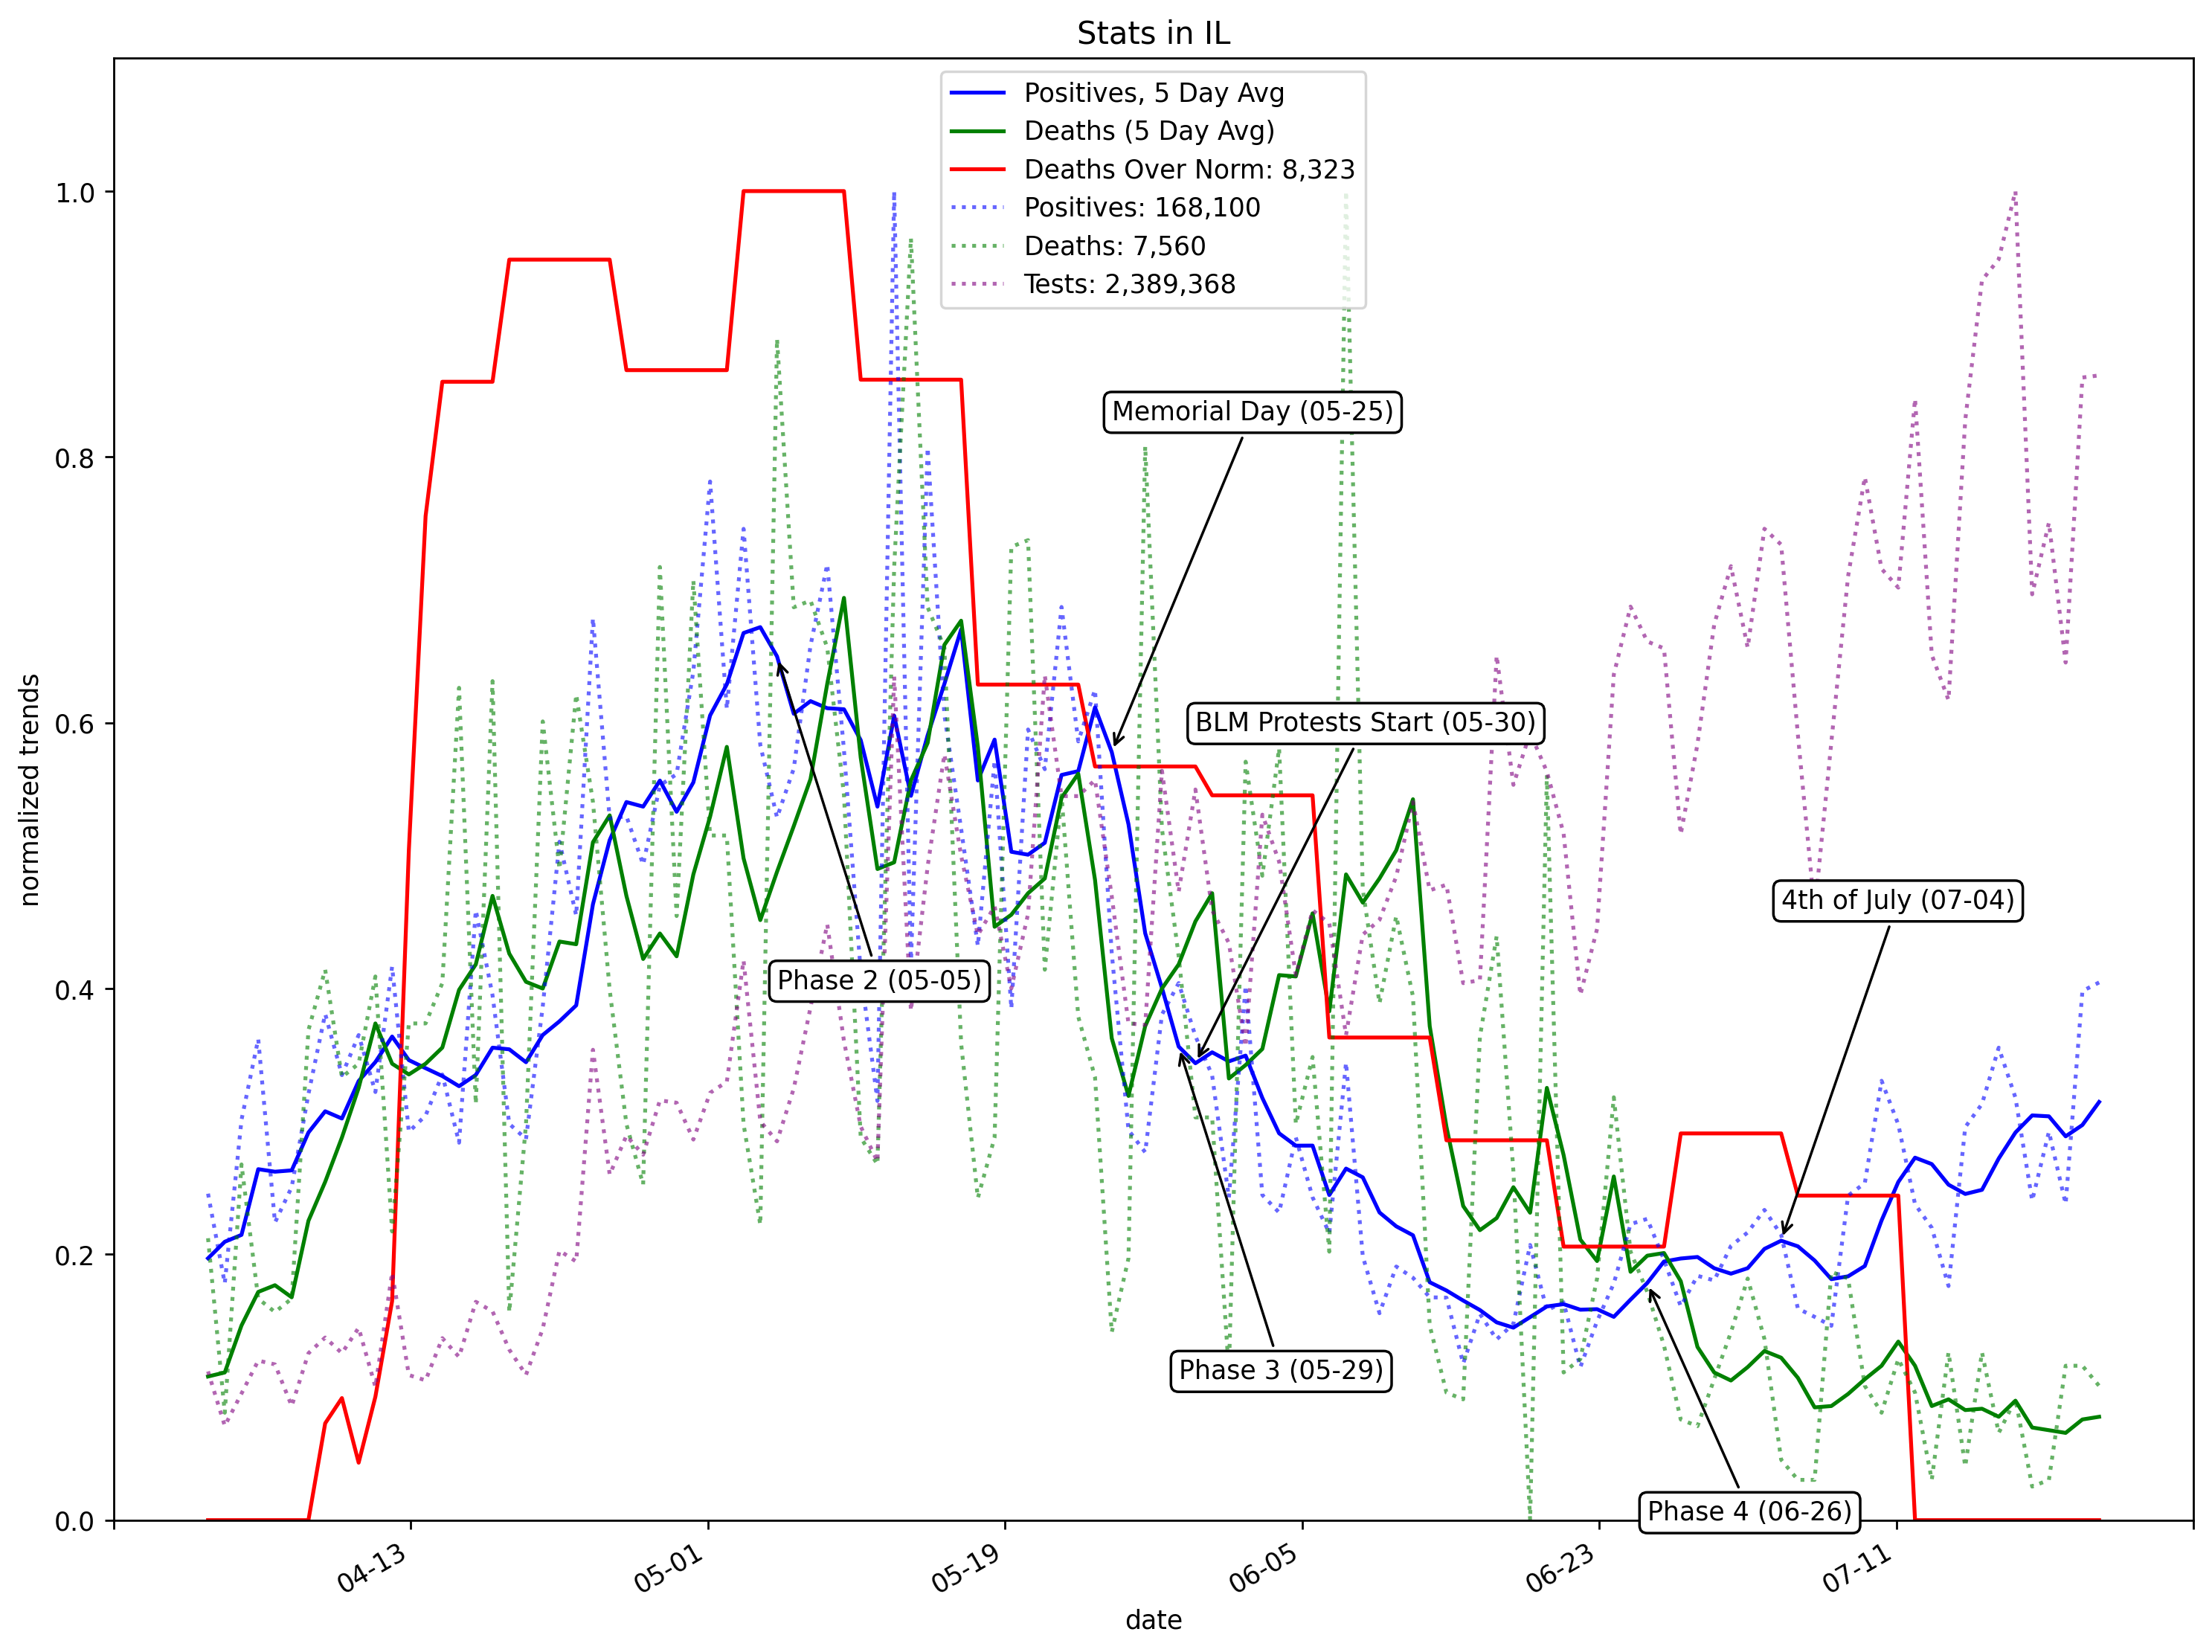 Stats in IL
Positives, 5 Day Avg
Deaths (5 Day Avg)
Deaths Over Norm: 8,323
Positives: 168,100
Deaths: 7,560
Tests: 2,389,368
1.0
0.8
0.6
0.4
0.2
0.0
normalized trends
Memorial Day (05-25)
BLM Protests Start (05-30)
4th of July (07-04)
Phase 2 (05-05)
Phase 3 (05-29)
Phase 4 (06-26)
04-13
05-01
05-19
06-05
06-23
07-11
date